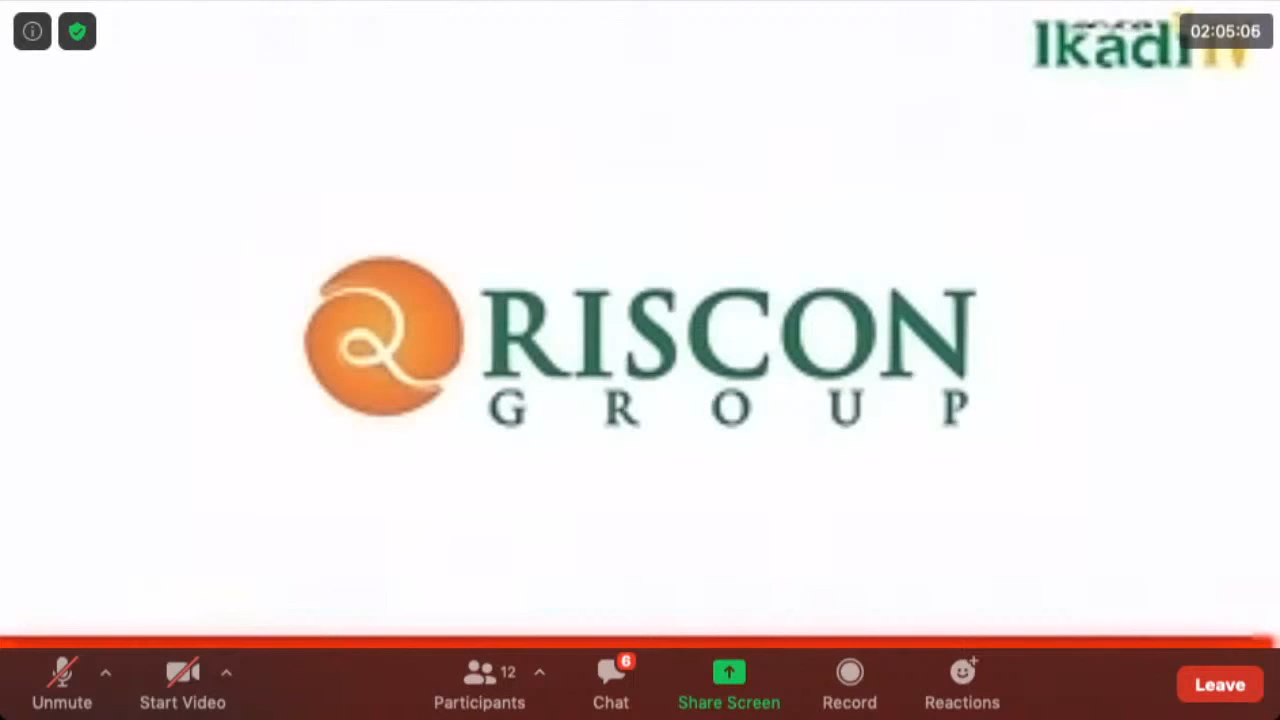 Ikadi
02:05:06
RISCON
GROUP
12
6
Unmute
Start Video
Participants
Chat
Share Screen
Record
Reactions
Leave